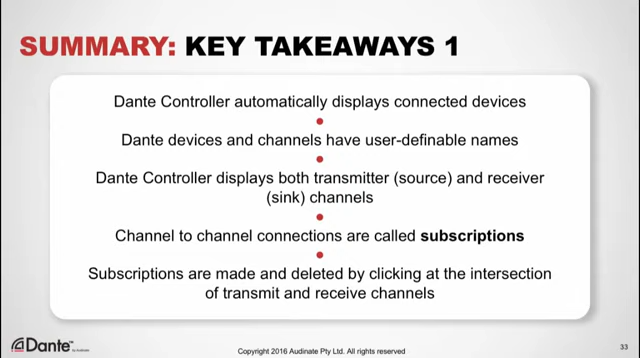 SUMMARY: KEY TAKEAWAYS 1
Dante Controller automatically displays connected devices
Dante devices and channels have user-definable names
Dante Controller displays both transmitter (source) and receiver
(sink) channels
Channel to channel connections are called subscriptions
Subscriptions are made and deleted by clicking at the intersection
of transmit and receive channels
Dante™ by Audinate
Copyright 2016 Audinate Pty Ltd. All rights reserved
33